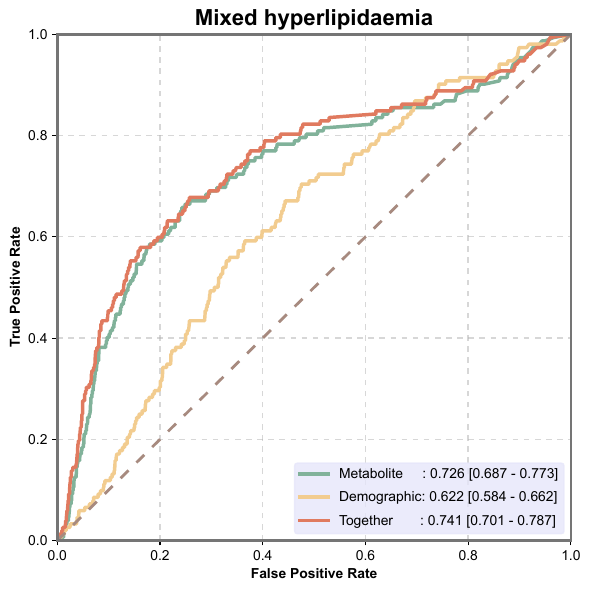 Mixed hyperlipidaemia
True Positive Rate
1.0
0.8
0.6
0.4
0.2
0.0
Metabolite : 0.726 [0.687 - 0.773]
Demographic: 0.622 [0.584 - 0.662]
Together : 0.741 [0.701 - 0.787]
0.0 0.2 0.4 0.6 0.8 1.0
False Positive Rate